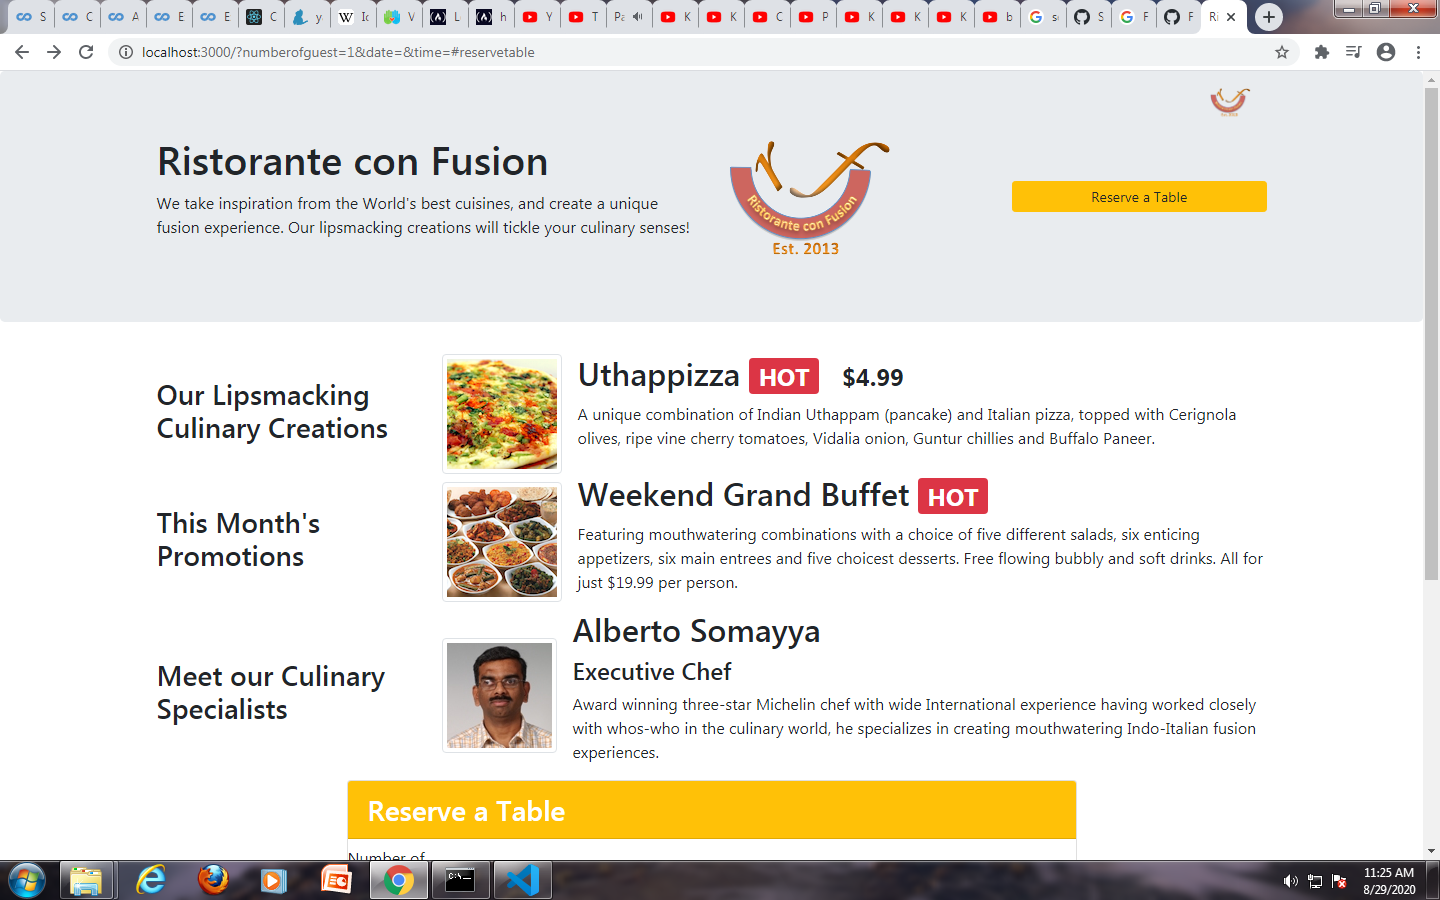 S
C
A
E
E
C
y
W Ic
V
(A) L
(A) h
Y
T
Pa
K
K
C
P
K
K
K
b
G se
S
G F
F
Ri
localhost:3000/?numberofguest=1&date=&time=#reservetable
Ristorante con Fusion
We take inspiration from the World's best cuisines, and create a unique
fusion experience. Our lipsmacking creations will tickle your culinary senses!
Ristorante con Fusion
Est. 2013
Reserve a Table
Our Lipsmacking
Culinary Creations
Uthappizza HOT $4.99
A unique combination of Indian Uthappam (pancake) and Italian pizza, topped with Cerignola
olives, ripe vine cherry tomatoes, Vidalia onion, Guntur chillies and Buffalo Paneer.
This Month's
Promotions
Weekend Grand Buffet HOT
Featuring mouthwatering combinations with a choice of five different salads, six enticing
appetizers, six main entrees and five choicest desserts. Free flowing bubbly and soft drinks. All for
just $19.99 per person.
Meet our Culinary
Specialists
Alberto Somayya
Executive Chef
Award winning three-star Michelin chef with wide International experience having worked closely
with whos-who in the culinary world, he specializes in creating mouthwatering Indo-Italian fusion
experiences.
Reserve a Table
Number of
C:\
11:25 AM
8/29/2020